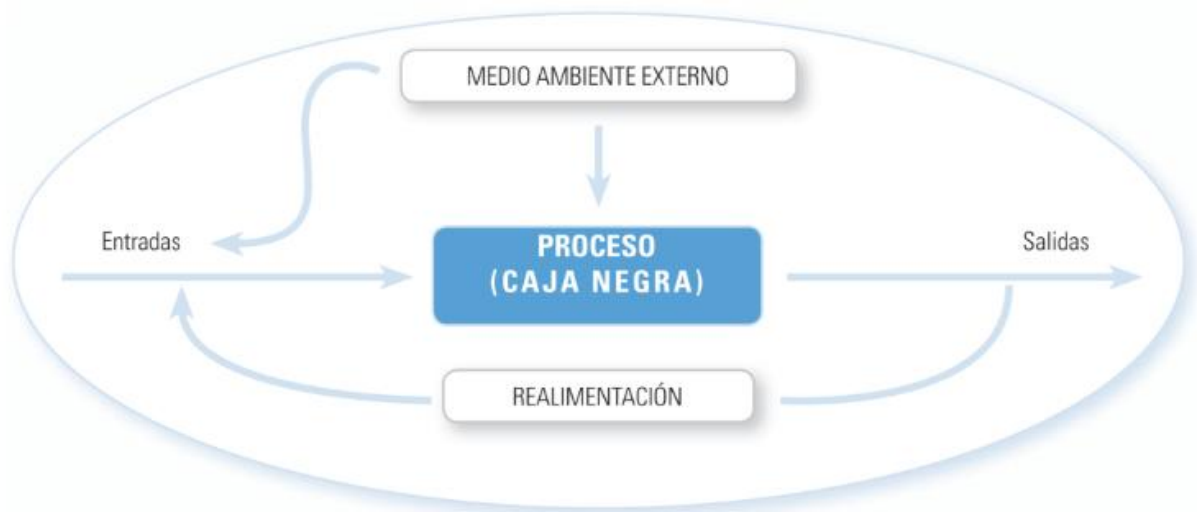 MEDIO AMBIENTE EXTERNO
Entradas
PROCESO
(CAJA NEGRA)
Salidas
REALIMENTACIÓN